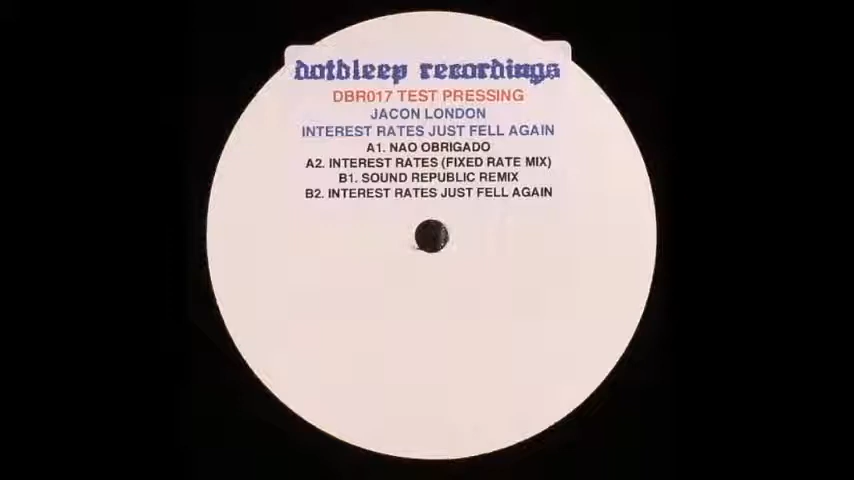 dotbleep recordings
DBR017 TEST PRESSING
JACON LONDON
INTEREST RATES JUST FELL AGAIN
A1. NAO OBRIGADO
A2. INTEREST RATES (FIXED RATE MIX)
B1. SOUND REPUBLIC REMIX
B2. INTEREST RATES JUST FELL AGAIN